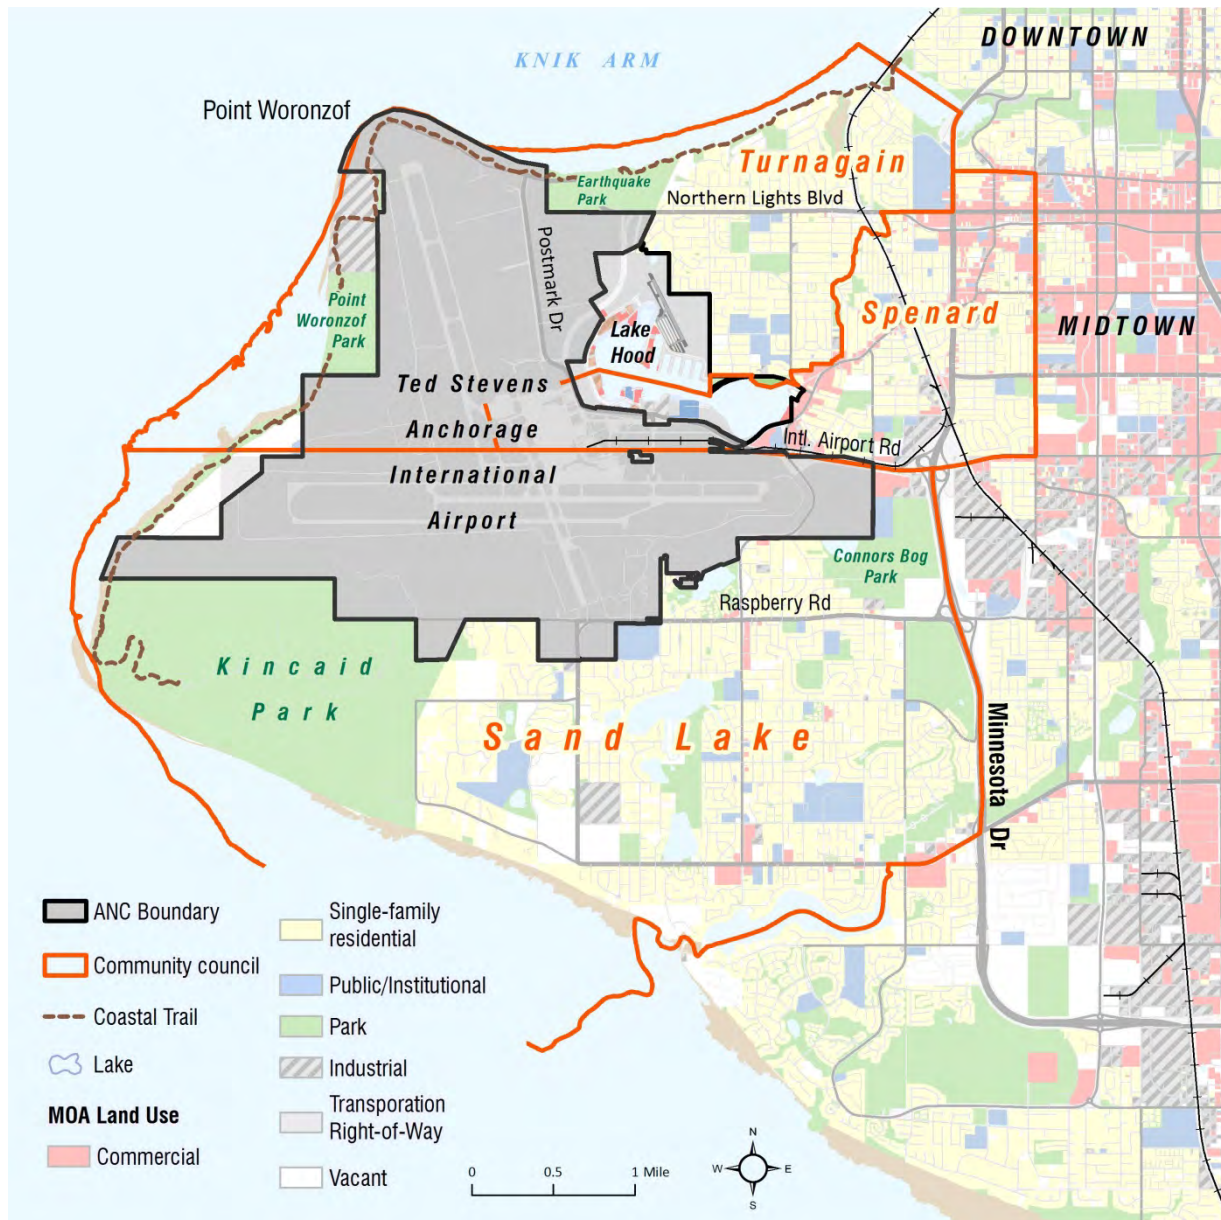 DOWNTOWN
KNIK ARM
Point Woronzof
Turnagain
Earthquake
Park
Northern Lights Blvd
Postmark Dr
Point
Woronzof
Park
Spenard
MIDTOWN
Lake
Hood
Ted Stevens
Anchorage
International
Airport
Intl. Airport Rd
Connors Bog
Park
Raspberry Rd
Kincaid
Park
Sand Lake
Minnesota Dr
ANC Boundary
Community council
Coastal Trail
Lake
MOA Land Use
Commercial
Single-family
residential
Public/Institutional
Park
Industrial
Transporation
Right-of-Way
Vacant
0 0.5 1 Mile
N
W E
S